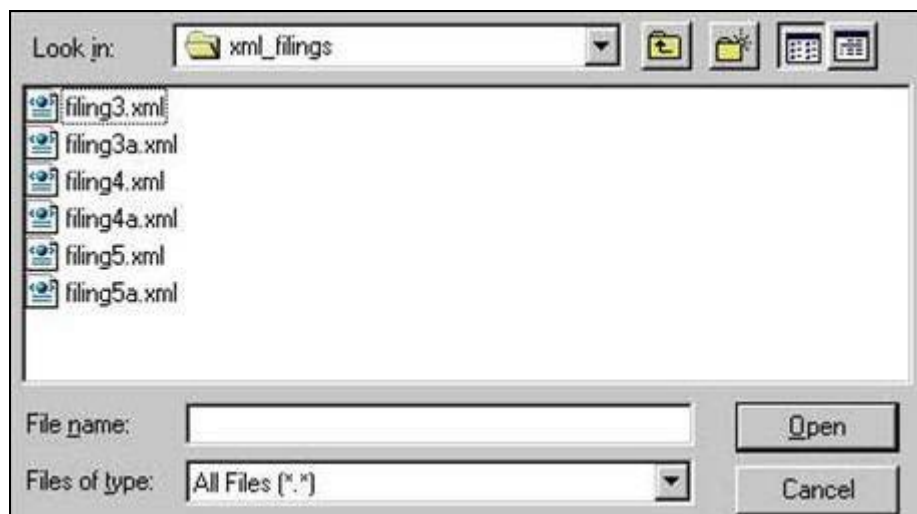 Look in: xml_filings
filing3.xml
filing3a.xml
filing4.xml
filing4a.xml
filing5.xml
filing5a.xml
File name: Open
Files of type: All Files (*.*) Cancel